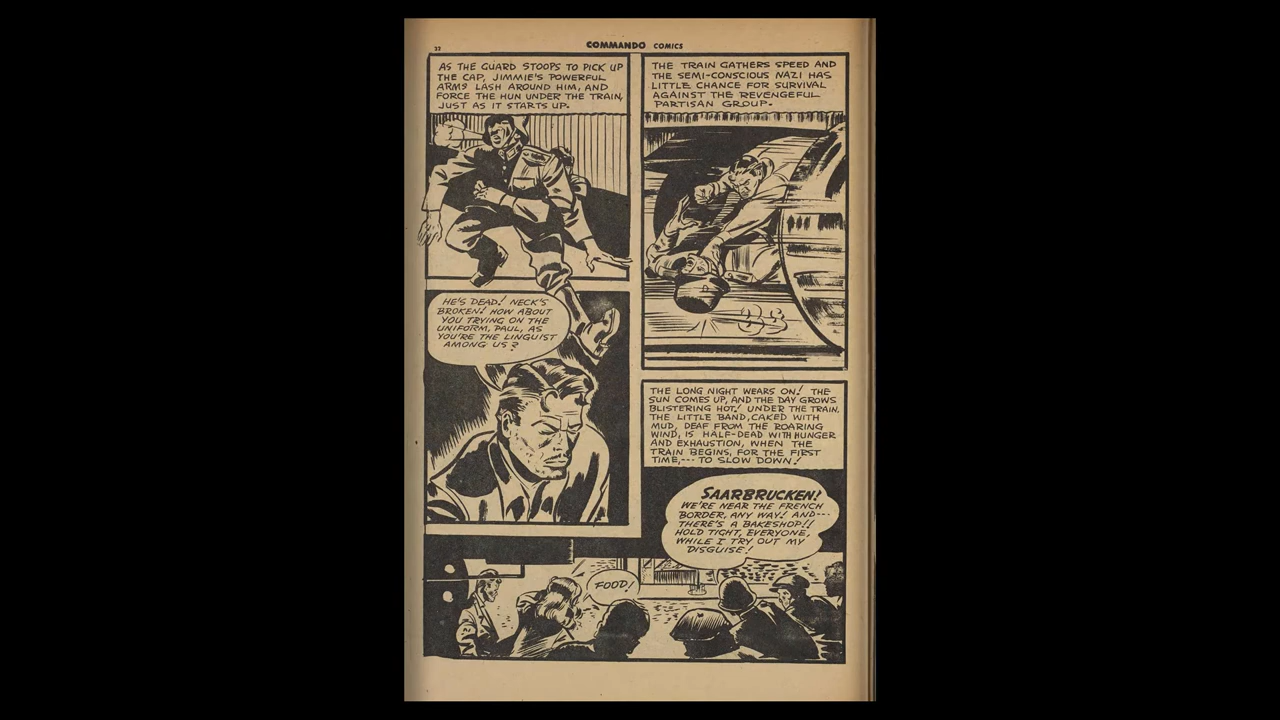 22
COMMANDO COMICS
AS THE GUARD STOOPS TO PICK UP
THE CAP, JIMMIE'S POWERFUL
ARMS LASH AROUND HIM, AND
FORCE THE HUN UNDER THE TRAIN,
JUST AS IT STARTS UP.
THE TRAIN GATHERS SPEED AND
THE SEMI-CONSCIOUS NAZI HAS
LITTLE CHANCE FOR SURVIVAL
AGAINST THE REVENGEFUL
PARTISAN GROUP.
HE'S DEAD! NECK'S
BROKEN! HOW ABOUT
YOU TRYING ON THE
UNIFORM, PAUL, AS
YOU'RE THE LINGUIST
AMONG US?
THE LONG NIGHT WEARS ON! THE
SUN COMES UP, AND THE DAY GROWS
BLISTERING HOT! UNDER THE TRAIN,
THE LITTLE BAND, CAKED WITH
MUD, DEAF FROM THE ROARING
WIND, IS HALF-DEAD WITH HUNGER
AND EXHAUSTION, WHEN THE
TRAIN BEGINS, FOR THE FIRST
TIME,--- TO SLOW DOWN!
SAARBRUCKEN!
WE'RE NEAR THE FRENCH
BORDER, ANY WAY! AND---
THERE'S A BAKESHOP!!
HOLD TIGHT, EVERYONE,
WHILE I TRY OUT MY
DISGUISE!
FOOD!